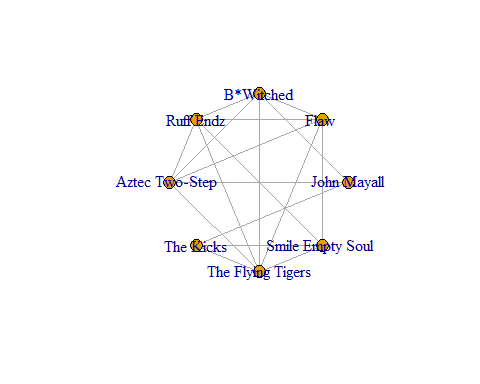 B*Witched
Ruff Endz
Flaw
Aztec Two-Step
John Mayall
The Kicks
Smile Empty Soul
The Flying Tigers